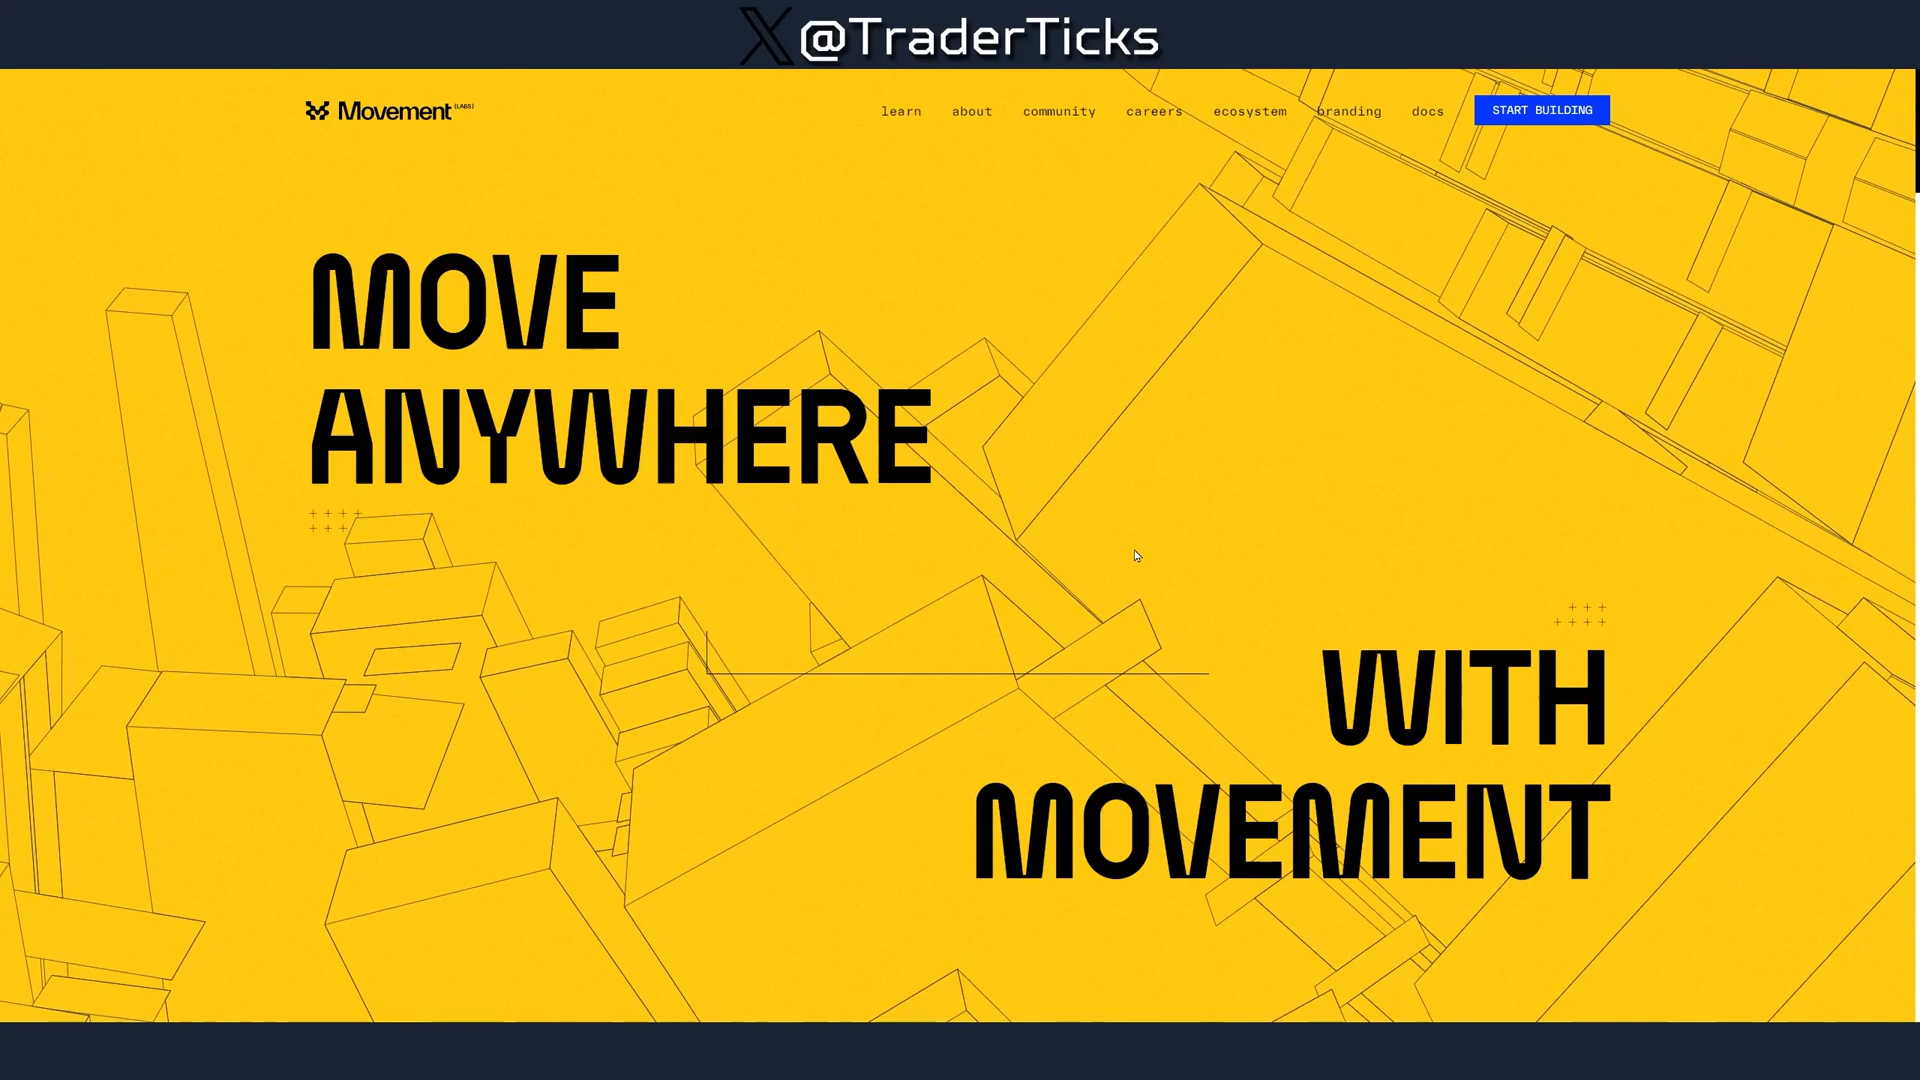 @TraderTicks
Movement (LABS)
learn about community careers ecosystem branding docs START BUILDING
MOVE
ANYWHERE
WITH
MOVEMENT